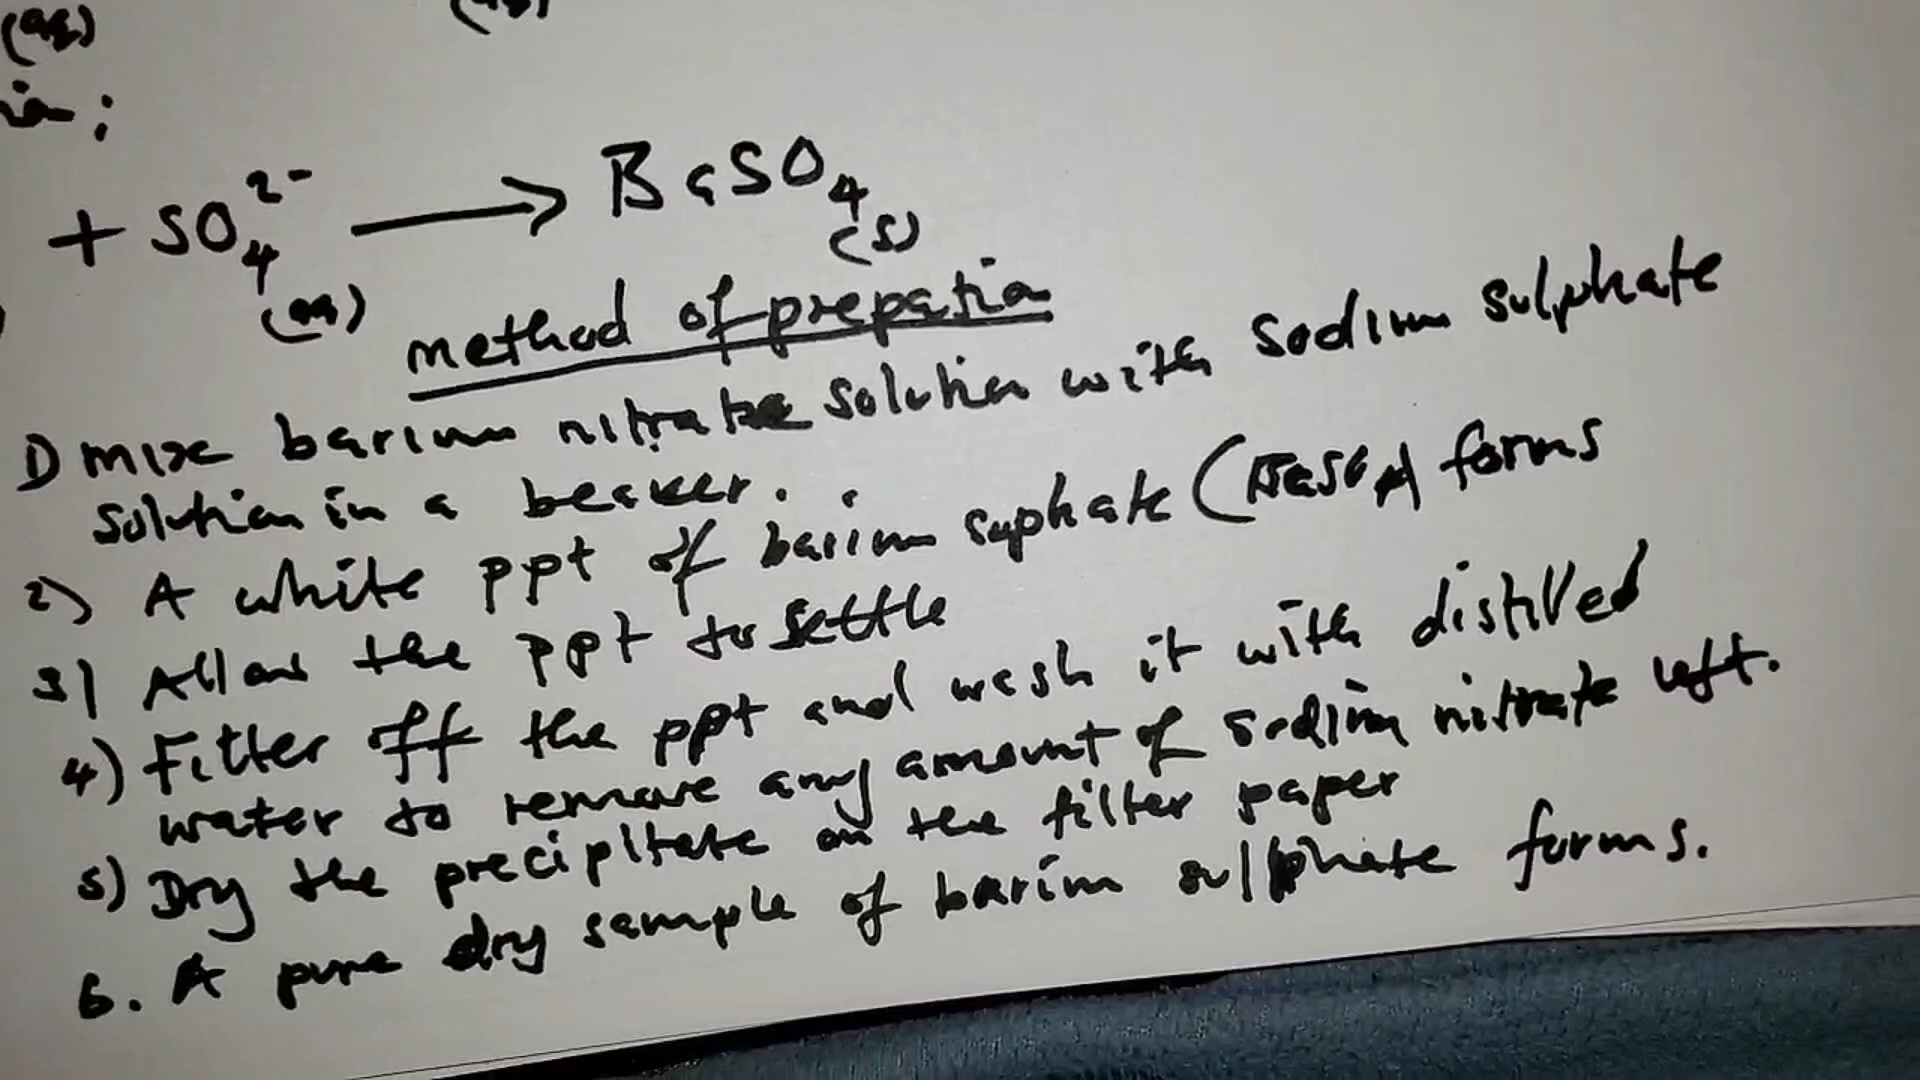 (aq)
+ SO₄²⁻(aq) ⟶ BaSO₄(s)
method of prepatia
1) mix barium nitrate solution with sodium sulphate
solution in a beaker.
2) A white ppt of barium suphate (BaSO4) forms
3) Allow the ppt to settle
4) Filter off the ppt and wash it with distilled
water to remove any amount of sodium nitrate left.
5) Dry the precipitate on the filter paper
6. A pure dry sample of barium sulphate forms.